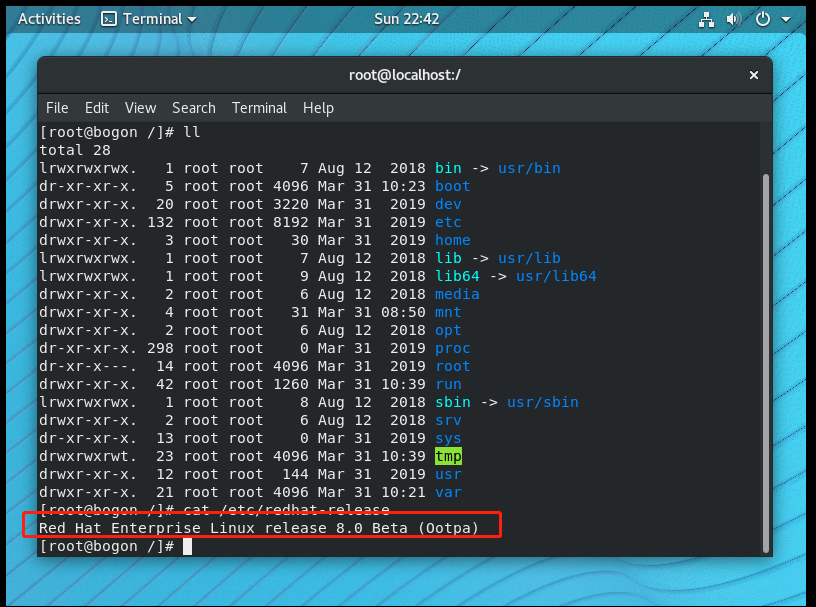 Activities Terminal Sun 22:42
root@localhost:/
File Edit View Search Terminal Help
[root@bogon /]# ll
total 28
lrwxrwxrwx. 1 root root 7 Aug 12 2018 bin -> usr/bin
dr-xr-xr-x. 5 root root 4096 Mar 31 10:23 boot
drwxr-xr-x. 20 root root 3220 Mar 31 2019 dev
drwxr-xr-x. 132 root root 8192 Mar 31 2019 etc
drwxr-xr-x. 3 root root 30 Mar 31 2019 home
lrwxrwxrwx. 1 root root 7 Aug 12 2018 lib -> usr/lib
lrwxrwxrwx. 1 root root 9 Aug 12 2018 lib64 -> usr/lib64
drwxr-xr-x. 2 root root 6 Aug 12 2018 media
drwxr-xr-x. 4 root root 31 Mar 31 08:50 mnt
drwxr-xr-x. 2 root root 6 Aug 12 2018 opt
dr-xr-xr-x. 298 root root 0 Mar 31 2019 proc
dr-xr-x---. 14 root root 4096 Mar 31 2019 root
drwxr-xr-x. 42 root root 1260 Mar 31 10:39 run
lrwxrwxrwx. 1 root root 8 Aug 12 2018 sbin -> usr/sbin
drwxr-xr-x. 2 root root 6 Aug 12 2018 srv
dr-xr-xr-x. 13 root root 0 Mar 31 2019 sys
drwxrwxrwt. 23 root root 4096 Mar 31 10:39 tmp
drwxr-xr-x. 12 root root 144 Mar 31 2019 usr
drwxr-xr-x. 21 root root 4096 Mar 31 10:21 var
[root@bogon /]# cat /etc/redhat-release
Red Hat Enterprise Linux release 8.0 Beta (Ootpa)
[root@bogon /]#